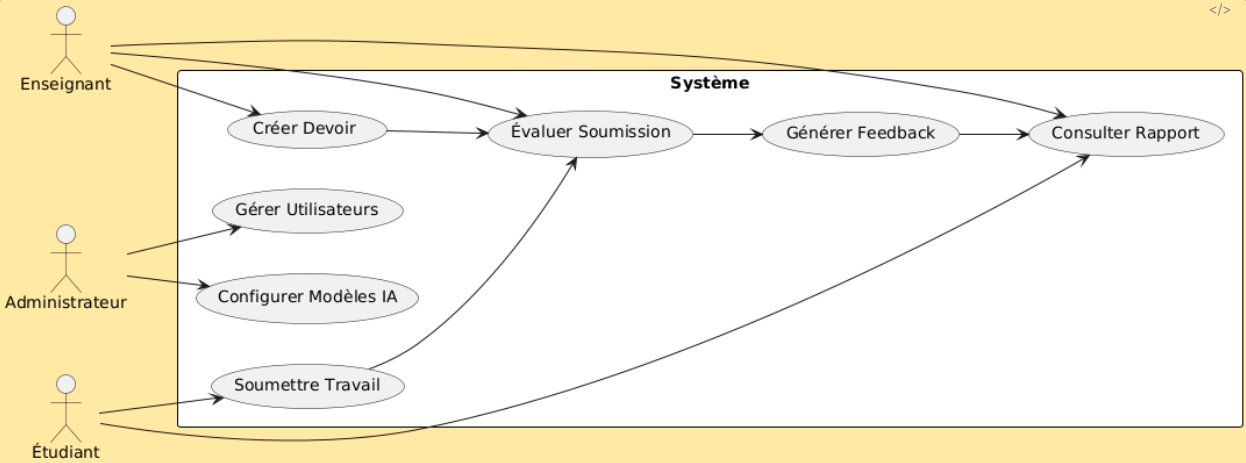 </>
Enseignant
Système
Créer Devoir
Évaluer Soumission
Générer Feedback
Consulter Rapport
Gérer Utilisateurs
Administrateur
Configurer Modèles IA
Soumettre Travail
Étudiant